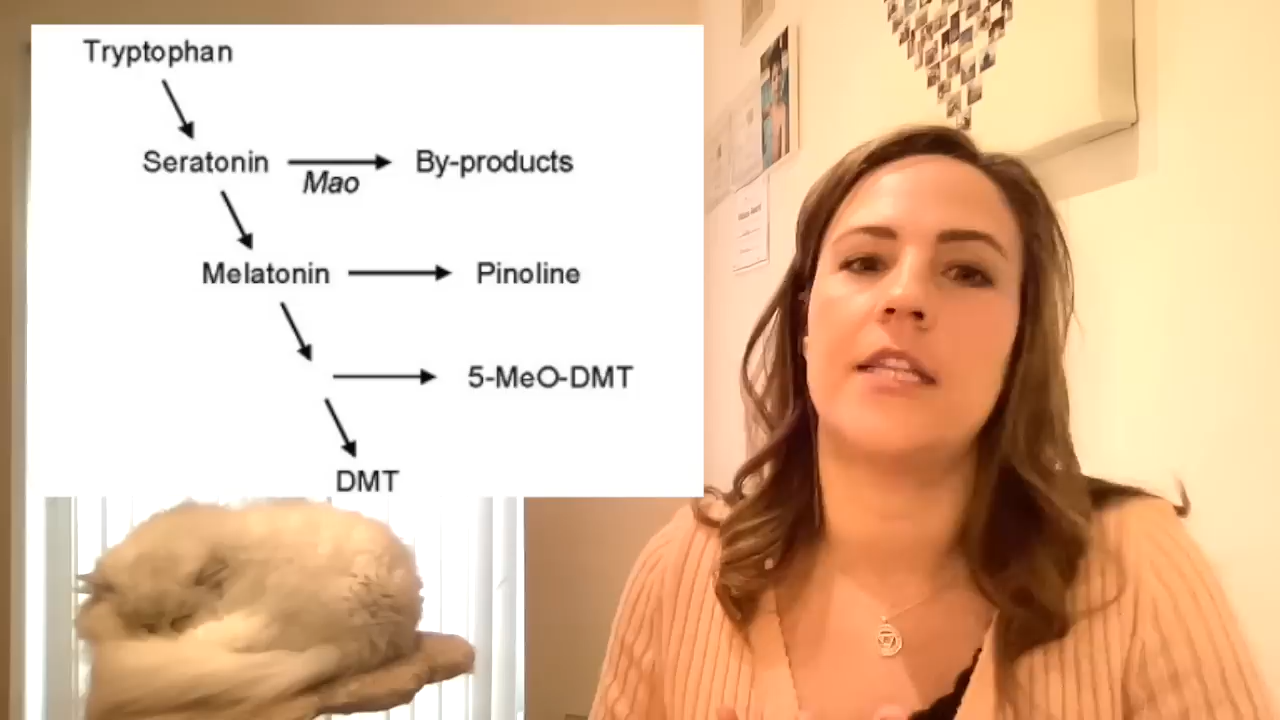 Tryptophan
Seratonin
By-products
Mao
Melatonin
Pinoline
5-MeO-DMT
DMT